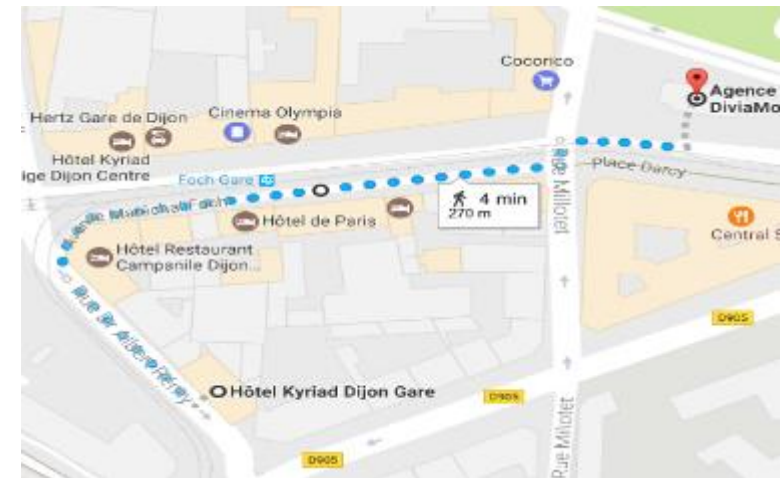 Cocorico
Agence
DiviaMo
Hertz Gare de Dijon
Cinema Olympia
Hôtel Kyriad
ige Dijon Centre
Foch Gare
Place Darcy
4 min
270 m
Rue Millotet
Hôtel de Paris
Central S
Hôtel Restaurant
Campanile Dijon...
D905
Hôtel Kyriad Dijon Gare
D905
Rue Millotet
D905